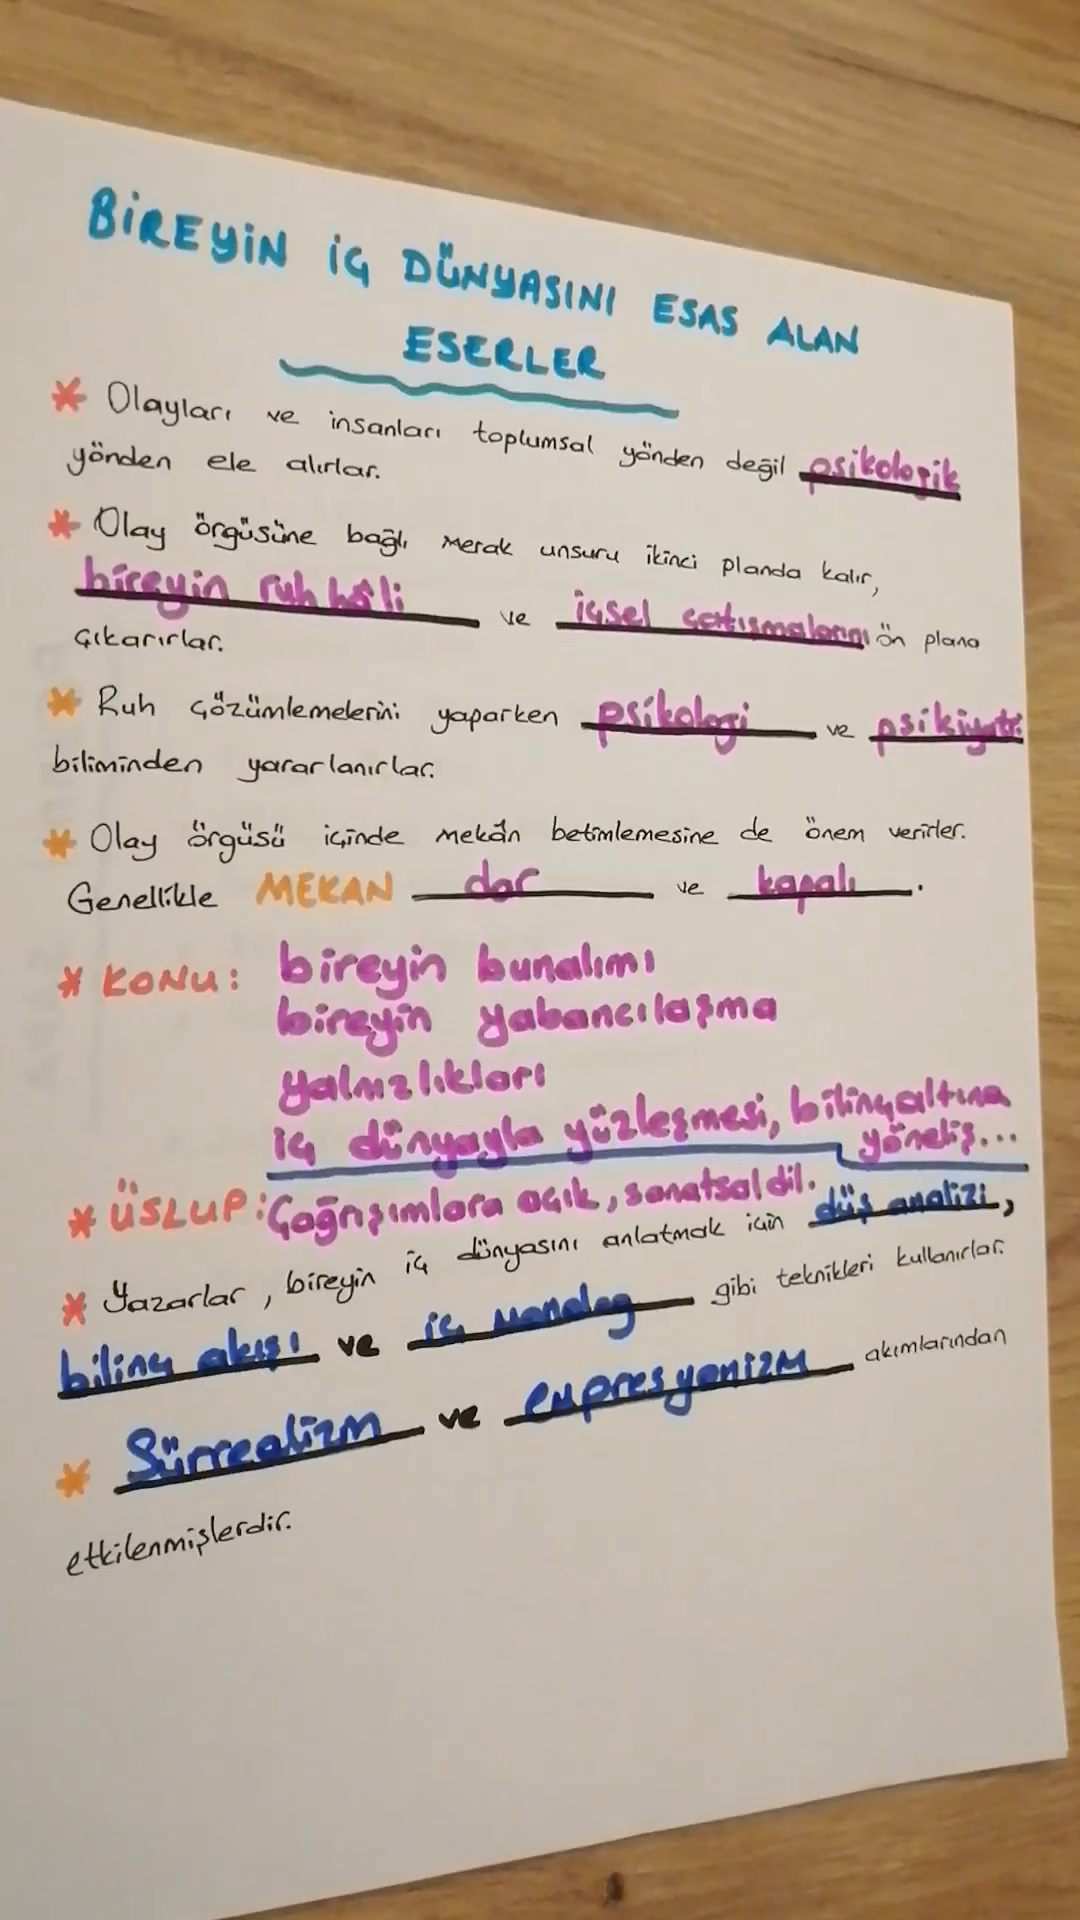 BİREYİN İÇ DÜNYASINI ESAS ALAN
ESERLER
* Olayları ve insanları toplumsal yönden değil psikolojik
yönden ele alırlar.
* Olay örgüsüne bağlı merak unsuru ikinci planda kalır,
bireyin ruh hâli ve içsel çatışmalarını ön plana
çıkarırlar.
* Ruh çözümlemelerini yaparken psikoloji ve psikiyatri
biliminden yararlanırlar.
* Olay örgüsü içinde mekân betimlemesine de önem verirler.
Genellikle MEKAN dar ve kapalı.
* KONU: bireyin bunalımı
bireyin yabancılaşma
yalnızlıkları
iç dünyayla yüzleşmesi, bilinçaltına
yöneliş...
* ÜSLUP: Çağrışımlara açık, sanatsal dil.
* Yazarlar, bireyin iç dünyasını anlatmak için düş analizi,
bilinç akışı ve iç monolog gibi teknikleri kullanırlar.
* Sürrealizm ve empresyonizm akımlarından
etkilenmişlerdir.